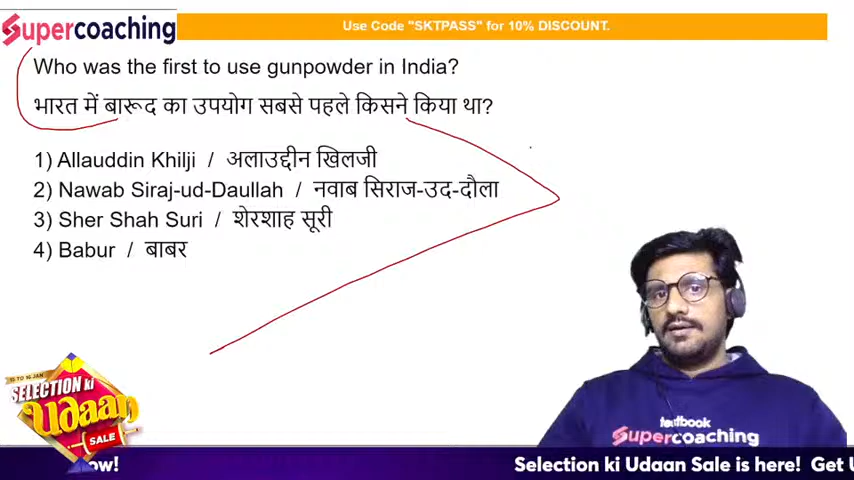 Supercoaching
Use Code "SKTPASS" for 10% DISCOUNT.
Who was the first to use gunpowder in India?
भारत में बारूद का उपयोग सबसे पहले किसने किया था?
1) Allauddin Khilji / अलाउद्दीन खिलजी
2) Nawab Siraj-ud-Daullah / नवाब सिराज-उद-दौला
3) Sher Shah Suri / शेरशाह सूरी
4) Babur / बाबर
SELECTION ki
Udaan
SALE
testbook
Supercoaching
ow!
Selection ki Udaan Sale is here! Get U